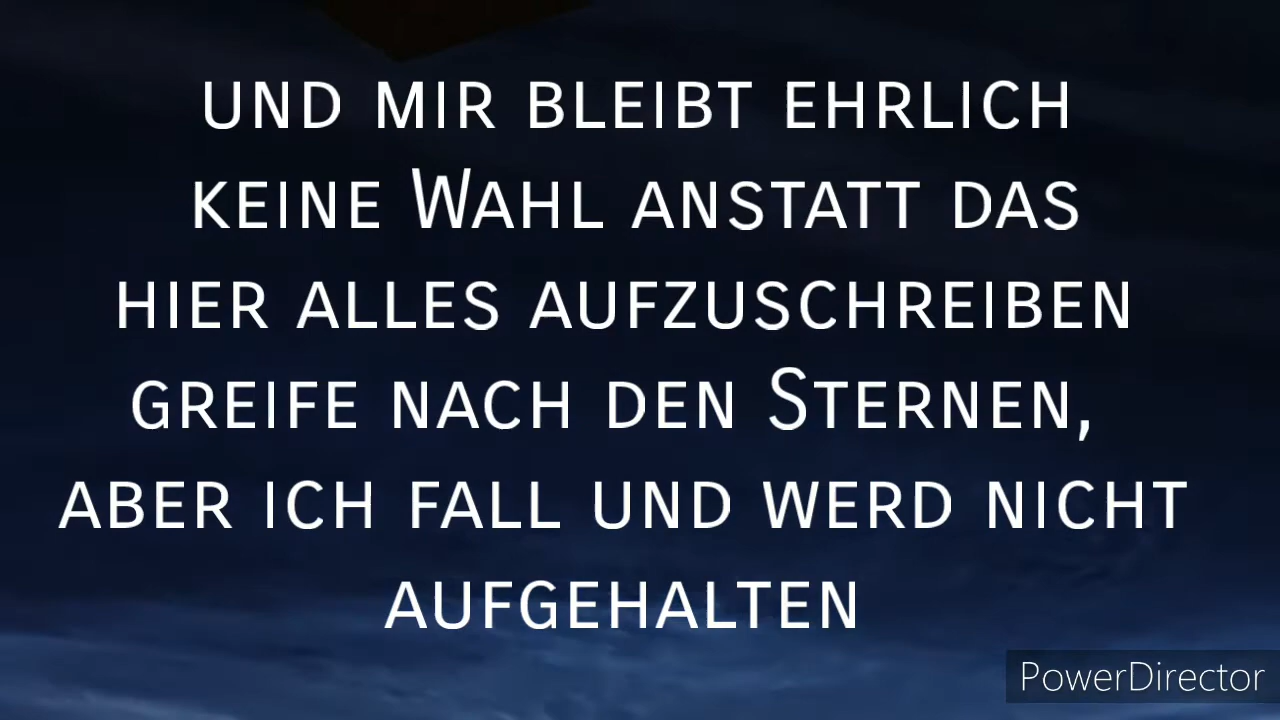 und mir bleibt ehrlich
keine Wahl anstatt das
hier alles aufzuschreiben
greife nach den Sternen,
aber ich fall und werd nicht
aufgehalten
PowerDirector